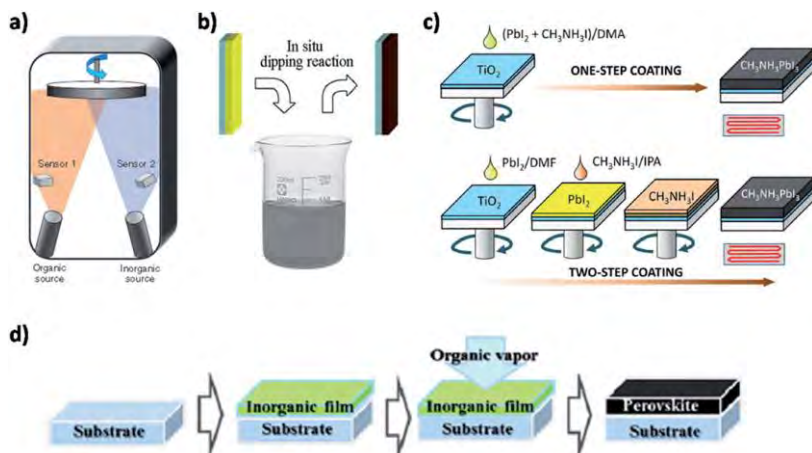 a)
Sensor 1
Sensor 2
Organic
source
Inorganic
source
b)
In situ
dipping reaction
c)
(PbI₂ + CH₃NH₃I)/DMA
TiO₂
ONE-STEP COATING
CH₃NH₃PbI₃
PbI₂/DMF
CH₃NH₃I/IPA
TiO₂
PbI₂
CH₃NH₃I
CH₃NH₃PbI₃
TWO-STEP COATING
d)
Substrate
Inorganic film
Substrate
Organic vapor
Inorganic film
Substrate
Perovskite
Substrate